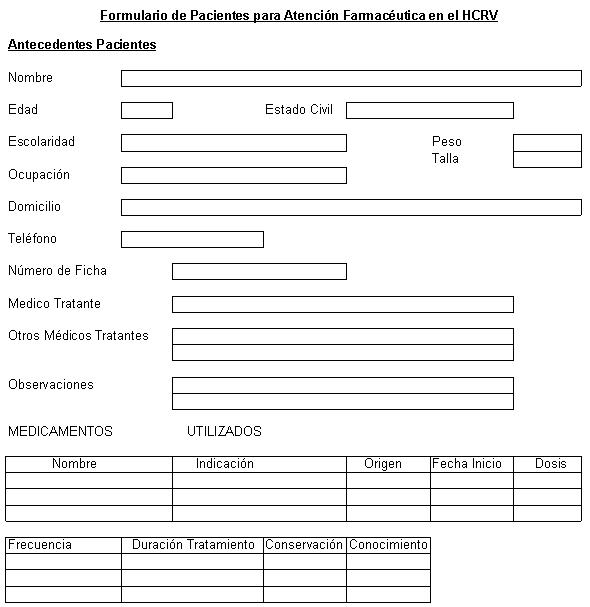 Formulario de Pacientes para Atención Farmacéutica en el HCRV
Antecedentes Pacientes
Nombre
Edad Estado Civil
Escolaridad Peso
Talla
Ocupación
Domicilio
Teléfono
Número de Ficha
Medico Tratante
Otros Médicos Tratantes
Observaciones
MEDICAMENTOS UTILIZADOS
Nombre Indicación Origen Fecha Inicio Dosis
Frecuencia Duración Tratamiento Conservación Conocimiento